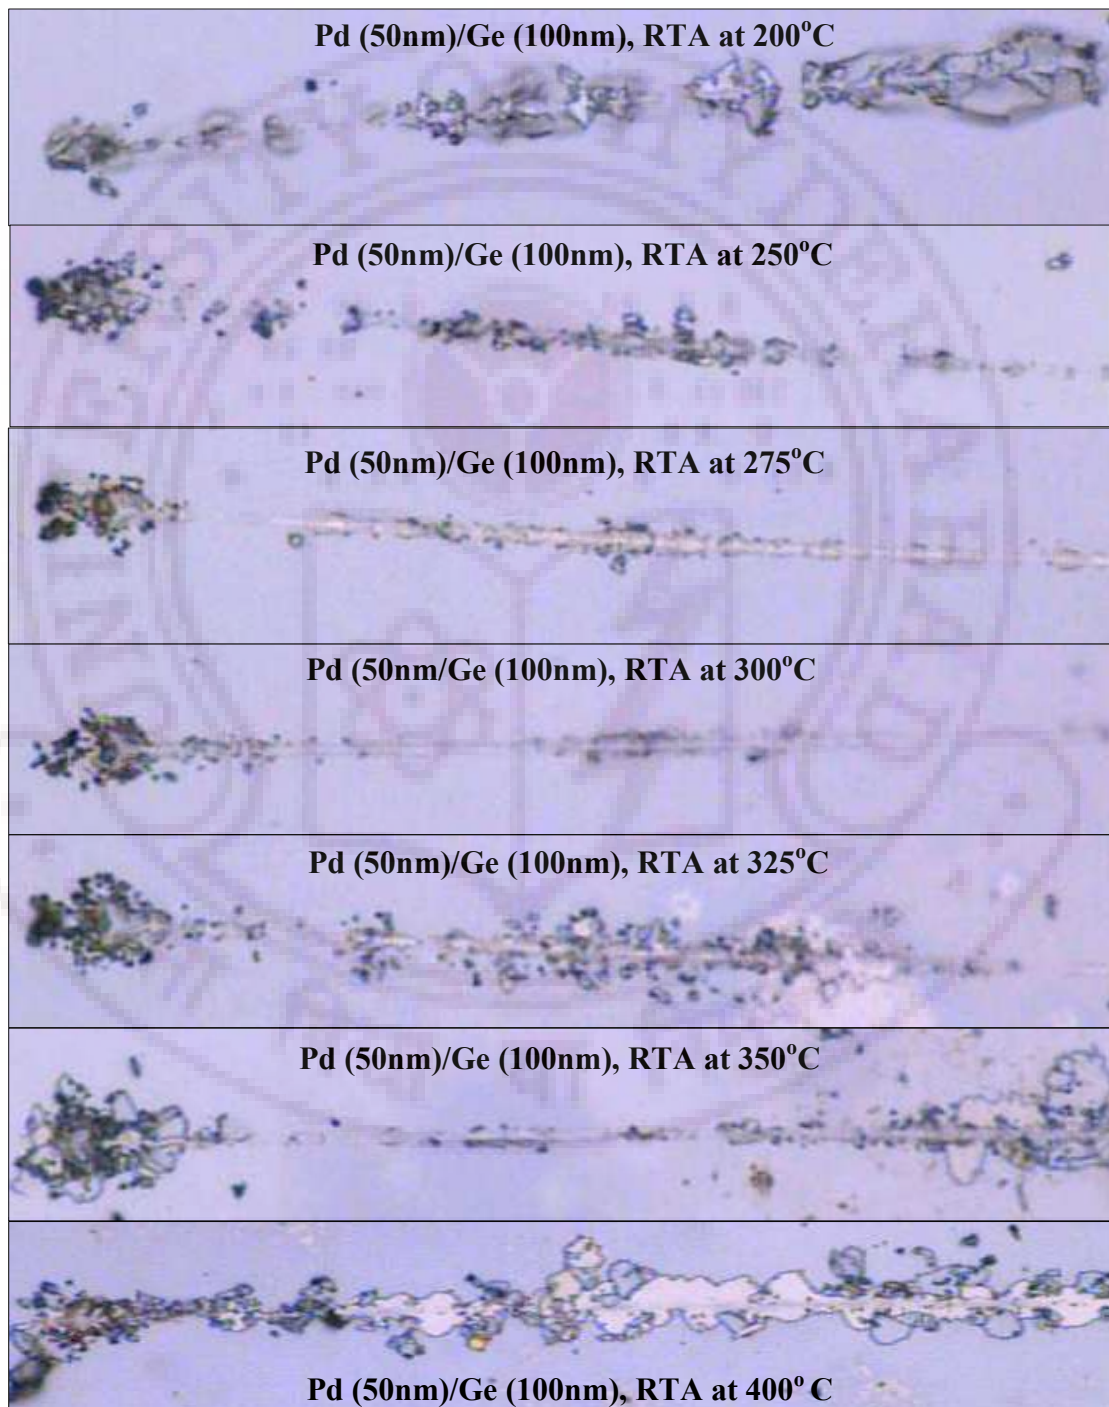 Pd (50nm)/Ge (100nm), RTA at 200°C
Pd (50nm)/Ge (100nm), RTA at 250°C
Pd (50nm)/Ge (100nm), RTA at 275°C
Pd (50nm/Ge (100nm), RTA at 300°C
Pd (50nm)/Ge (100nm), RTA at 325°C
Pd (50nm)/Ge (100nm), RTA at 350°C
Pd (50nm)/Ge (100nm), RTA at 400° C